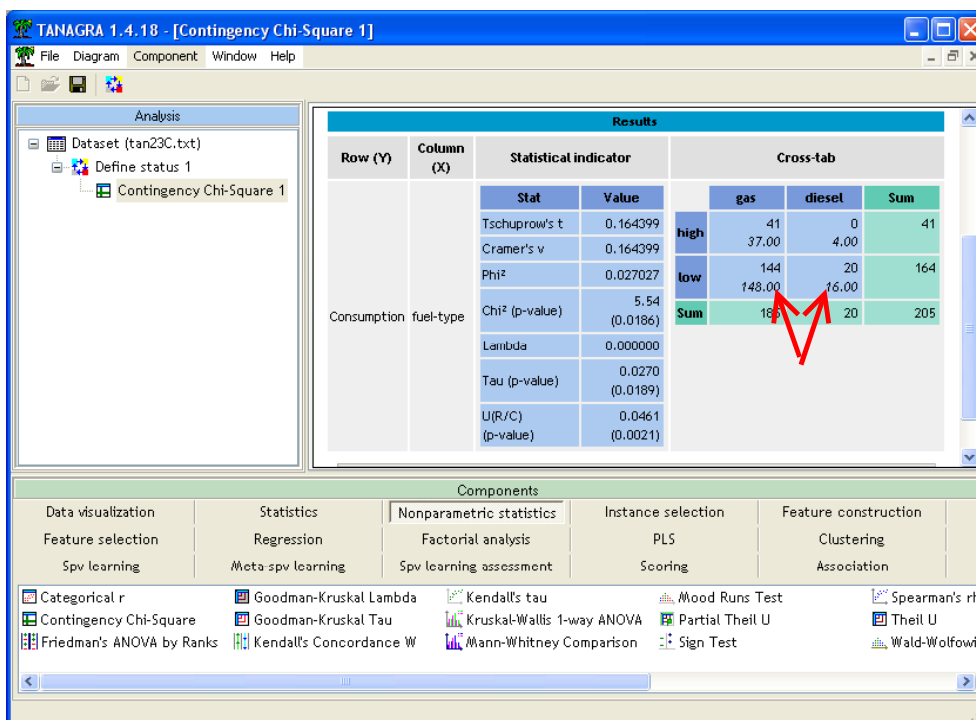 TANAGRA 1.4.18 - [Contingency Chi-Square 1]
File Diagram Component Window Help
Analysis
Dataset (tan23C.txt)
Define status 1
Contingency Chi-Square 1
Results
Row (Y) Column (X) Statistical indicator Cross-tab
Consumption fuel-type
Stat Value
Tschuprow's t 0.164399
Cramer's v 0.164399
Phi² 0.027027
Chi² (p-value) 5.54 (0.0186)
Lambda 0.000000
Tau (p-value) 0.0270 (0.0189)
U(R/C) (p-value) 0.0461 (0.0021)
gas diesel Sum
high 41 0 41
37.00 4.00
low 144 20 164
148.00 16.00
Sum 185 20 205
Components
Data visualization Statistics Nonparametric statistics Instance selection Feature construction
Feature selection Regression Factorial analysis PLS Clustering
Spv learning Meta-spv learning Spv learning assessment Scoring Association
Categorical r Goodman-Kruskal Lambda Kendall's tau Mood Runs Test Spearman's rh
Contingency Chi-Square Goodman-Kruskal Tau Kruskal-Wallis 1-way ANOVA Partial Theil U Theil U
Friedman's ANOVA by Ranks Kendall's Concordance W Mann-Whitney Comparison Sign Test Wald-Wolfowi